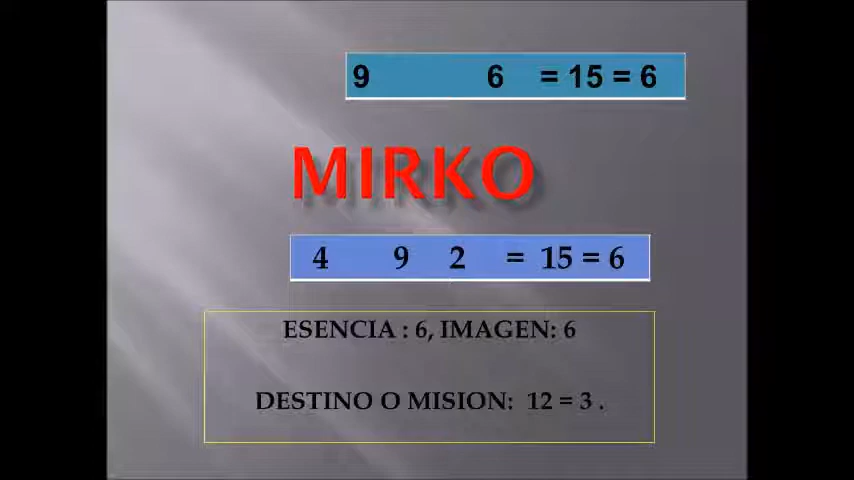 9 6 = 15 = 6
MIRKO
4 9 2 = 15 = 6
ESENCIA : 6, IMAGEN: 6
DESTINO O MISION: 12 = 3 .